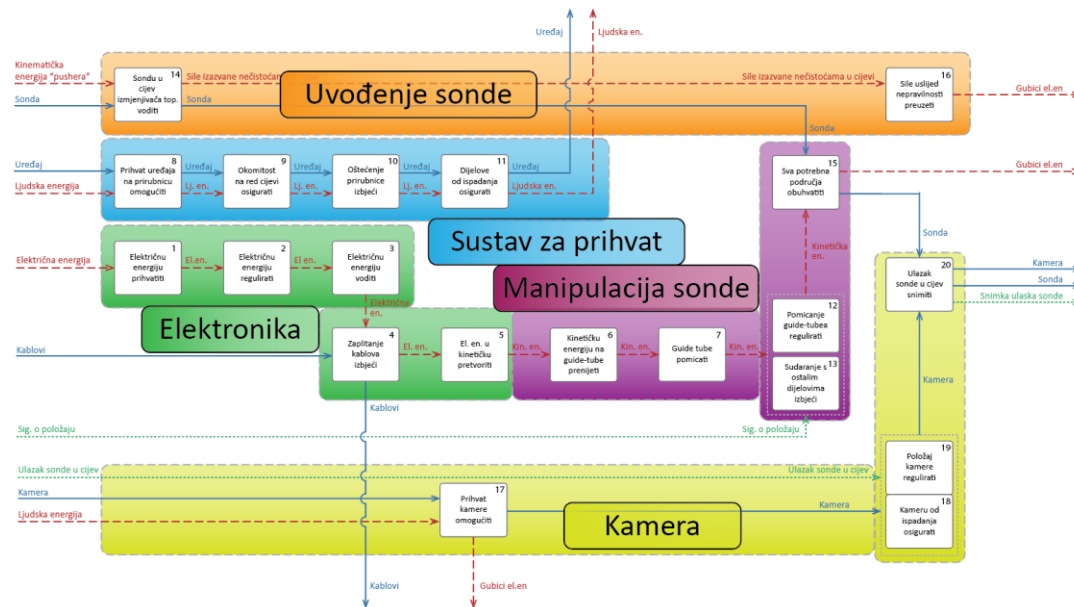 Uređaj
Ljudska en.
Kinematička
energija "pushera"
Sonda
14
Sondu u
cijev
izmjenjivača top.
voditi
Sile izazvane nečistoćam
Sonda
Uvođenje sonde
Sile izazvane nečistoćama u cijevi
16
Sile uslijed
nepravilnosti
preuzeti
Gubici el.en
Sonda
Uređaj
Ljudska energija
8
Prihvat uređaja
na prirubnicu
omogućiti
Uređaj
Lj. en.
9
Okomitost
na red cijevi
osigurati
Uređaj
Lj. en.
10
Oštećenje
prirubnice
izbjeći
Uređaj
Lj. en.
11
Dijelove
od ispadanja
osigurati
Uređaj
Ljudska en.
15
Sva potrebna
područja
obuhvatiti
Gubici el.en
Sonda
Sustav za prihvat
Kinetička
en.
Električna energija
1
Električnu
energiju
prihvatiti
El.en.
2
Električnu
energiju
regulirati
El en.
3
Električnu
energiju
voditi
Električna
en.
Manipulacija sonde
20
Ulazak
sonde u cijev
snimiti
Kamera
Sonda
Snimka ulaska sonde
Elektronika
Kablovi
4
Zaplitanje
kablova
izbjeći
El. en.
5
El. en. u
kinetičku
pretvoriti
Kin. en.
6
Kinetičku
energiju na
guide-tube
prenijeti
Kin. en.
7
Guide tube
pomicati
Kin. en.
12
Pomicanje
guide-tubea
regulirati
13
Sudaranje s
ostalim
dijelovima
izbjeći
Kamera
Kablovi
Sig. o položaju
Sig. o položaju
Ulazak sonde u cijev
Ulazak sonde u cijev
19
Položaj
kamere
regulirati
18
Kameru od
ispadanja
osigurati
Kamera
Ljudska energija
17
Prihvat
kamere
omogućiti
Kamera
Kamera
Kablovi
Gubici el.en